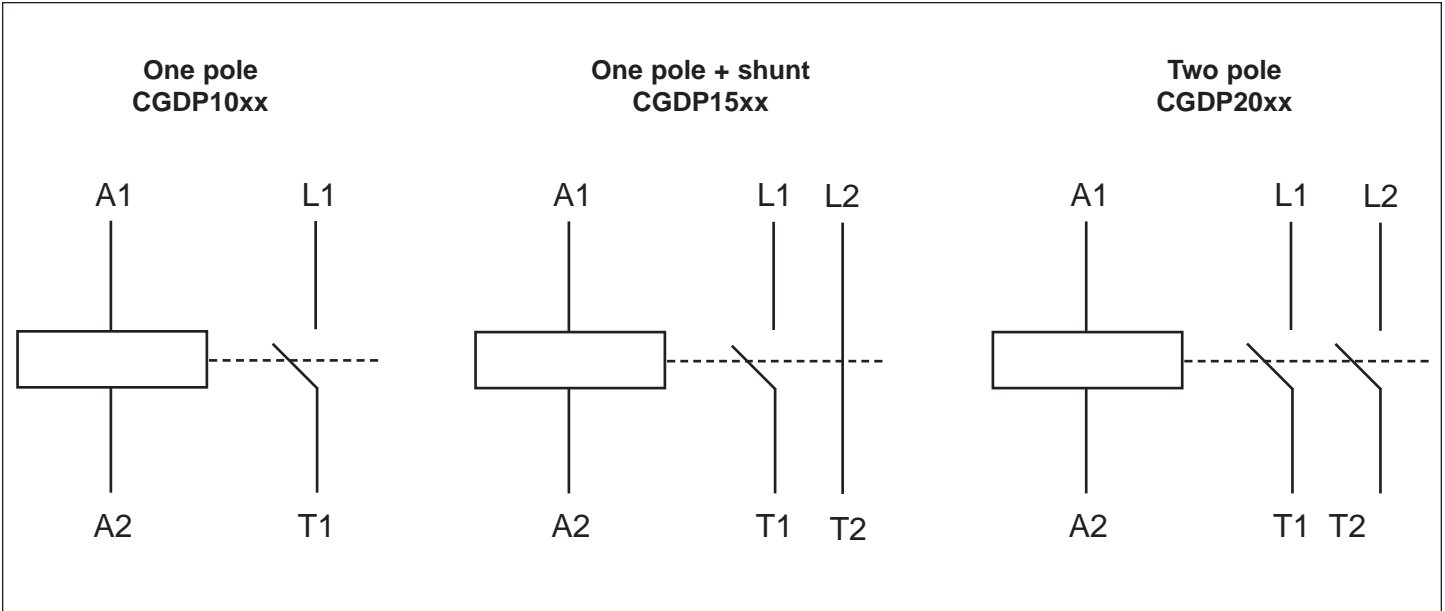 One pole
CGDP10xx
A1 L1
A2 T1
One pole + shunt
CGDP15xx
A1 L1 L2
A2 T1 T2
Two pole
CGDP20xx
A1 L1 L2
A2 T1 T2